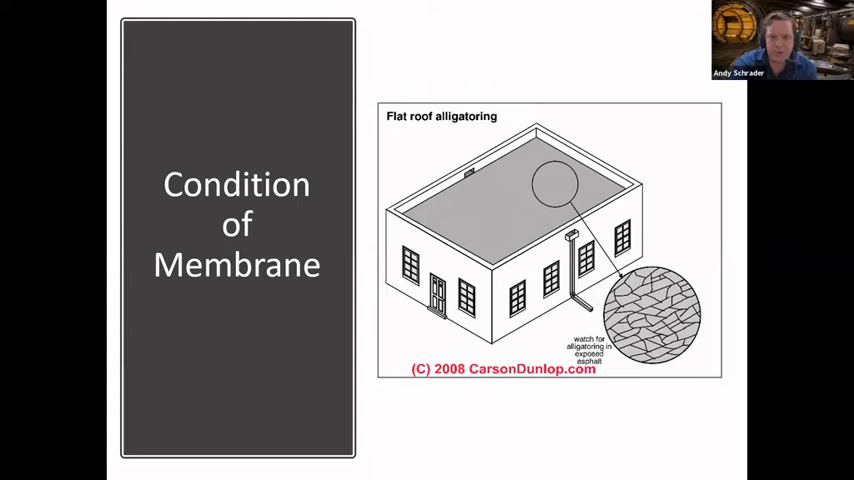 Condition
of
Membrane
Flat roof alligatoring
watch for
alligatoring in
exposed
asphalt
(C) 2008 CarsonDunlop.com
Andy Schrader